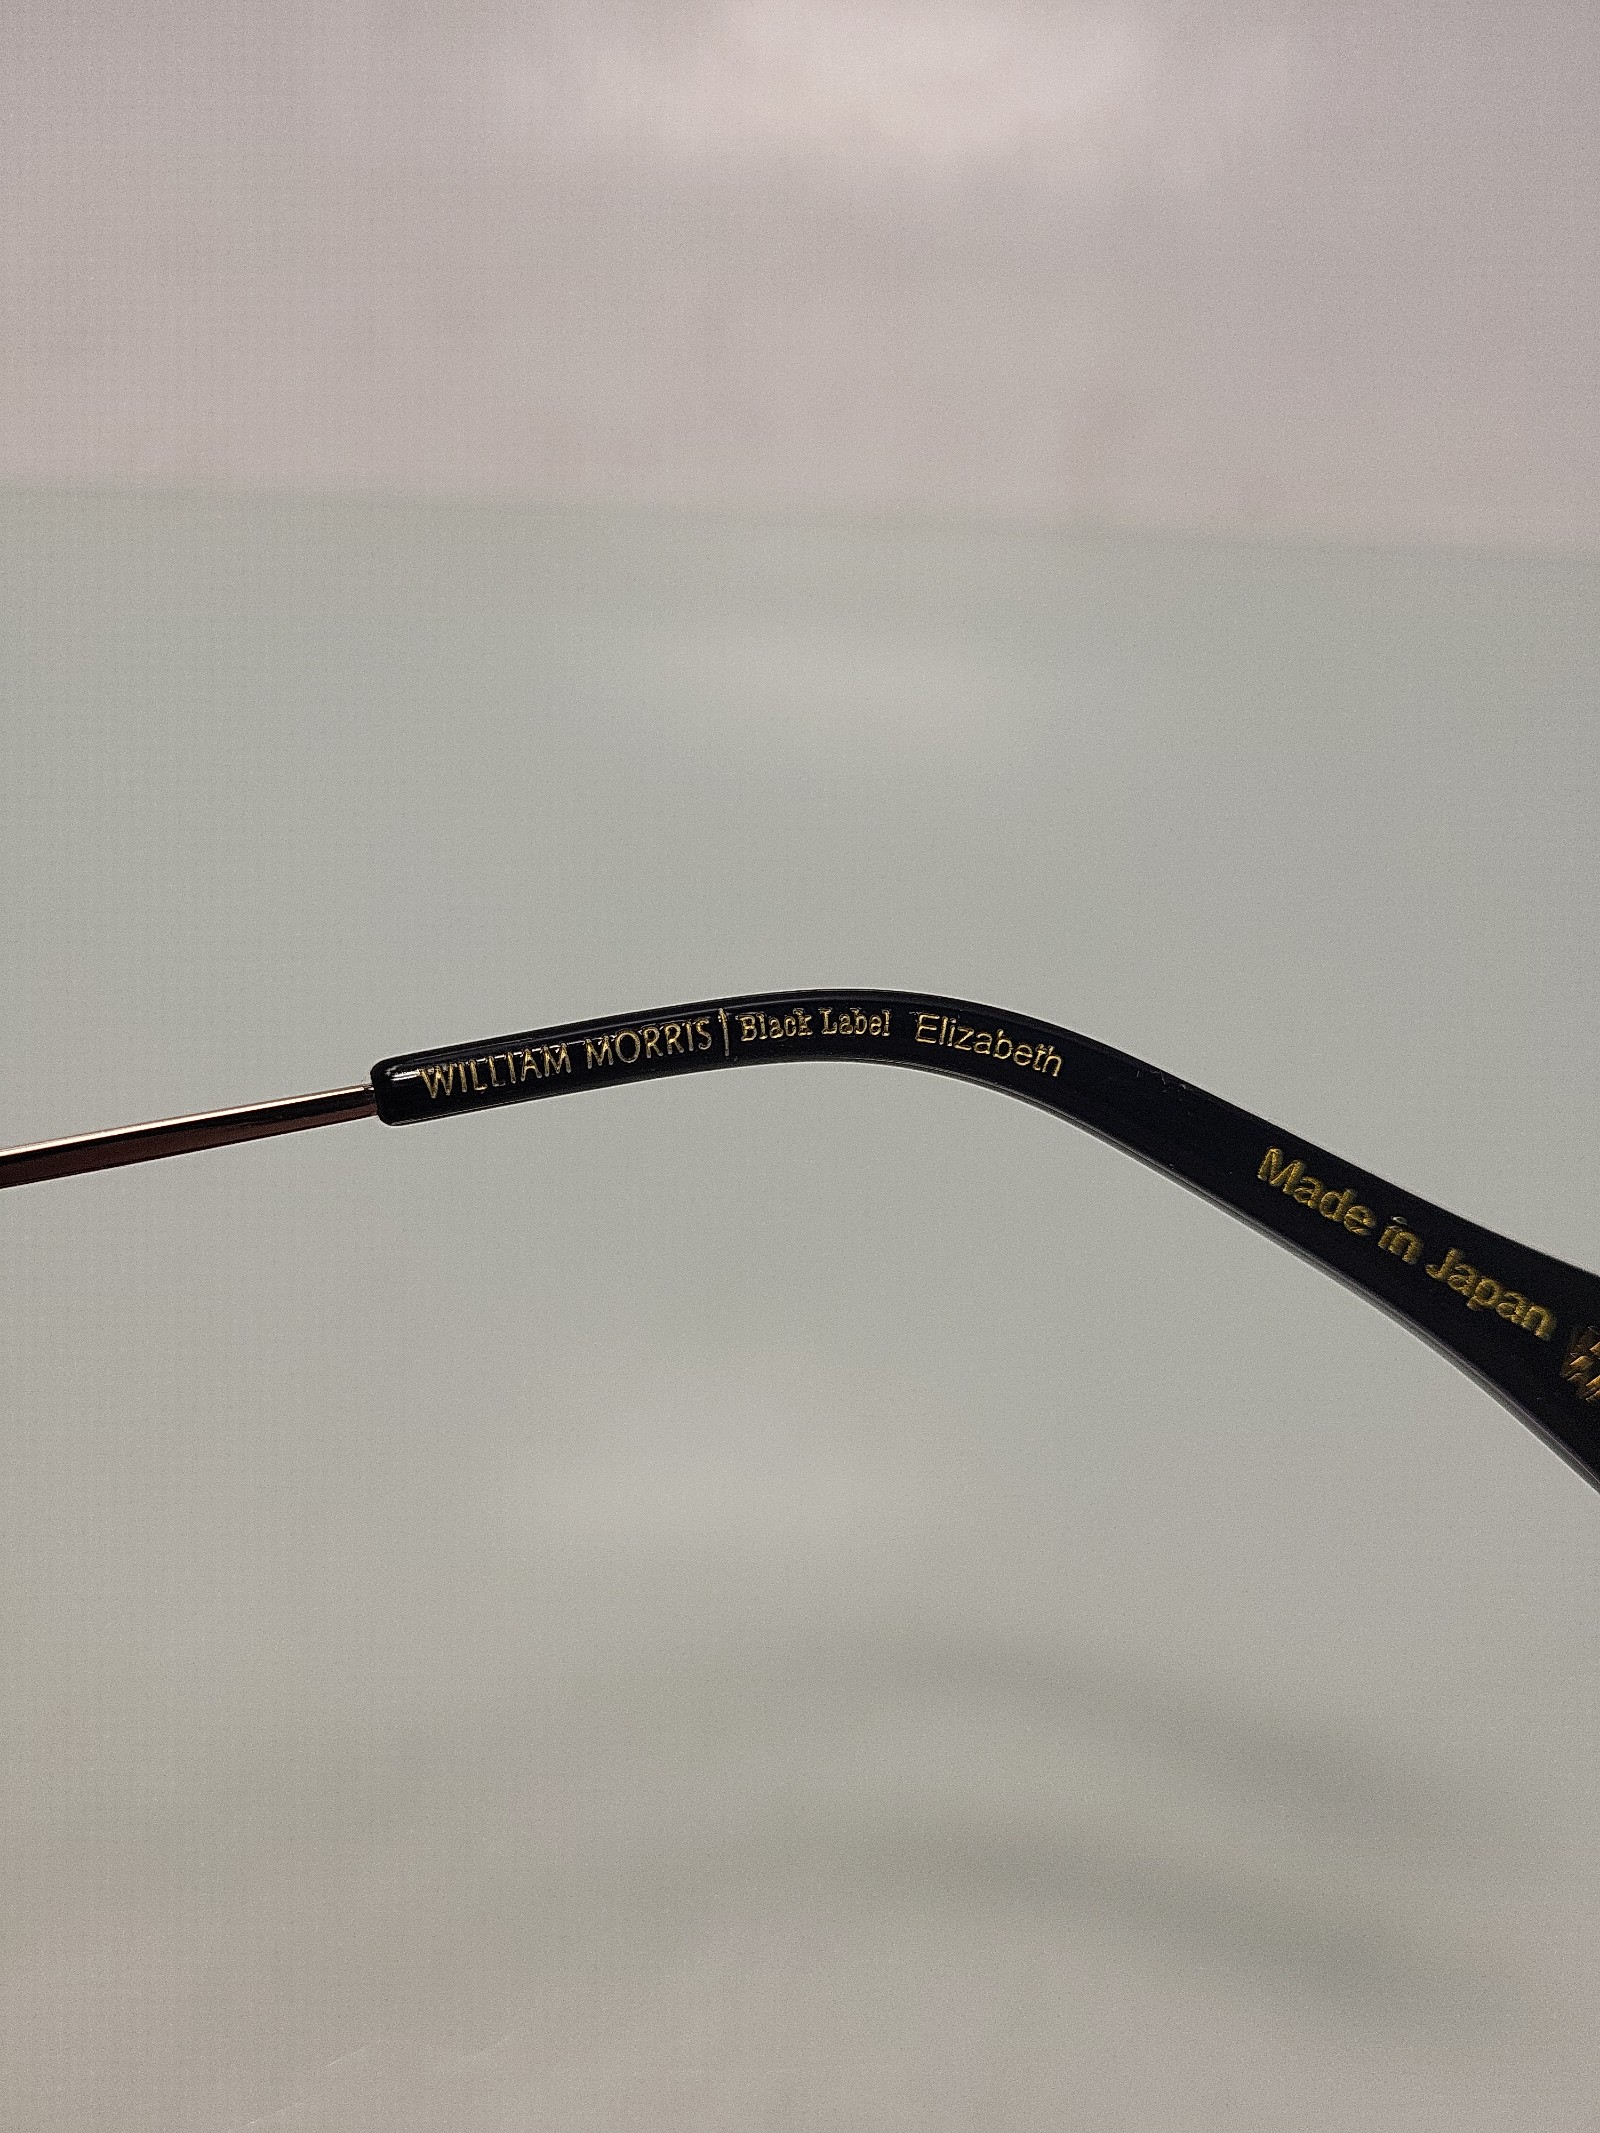 WILLIAM MORRIS | Black Label Elizabeth
Made in Japan